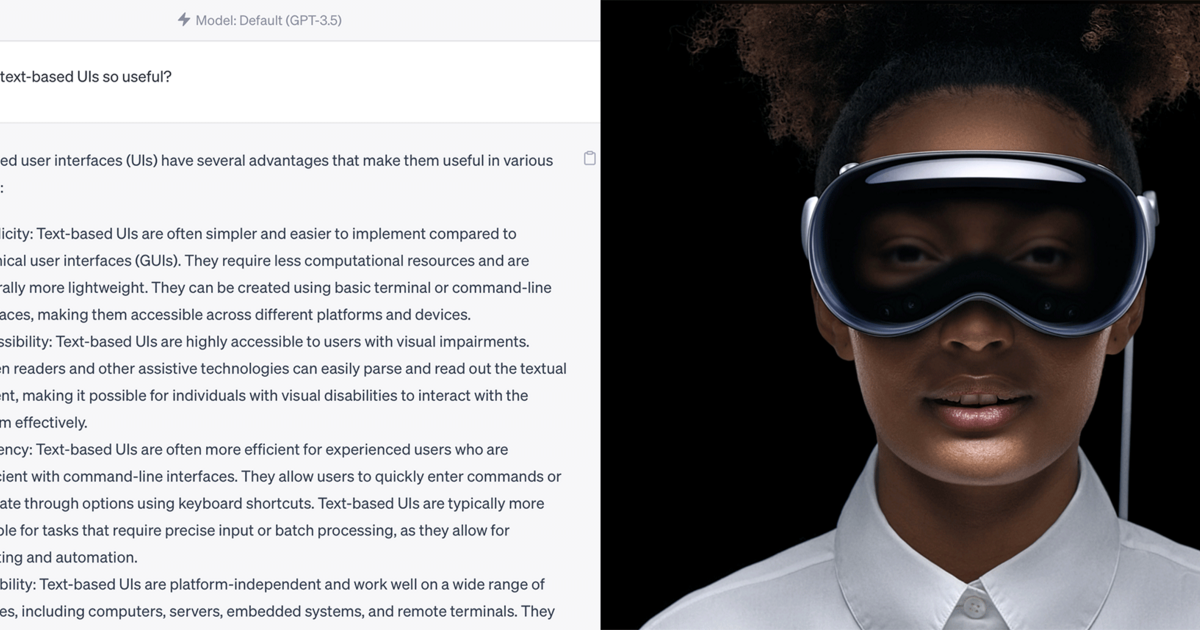 Model: Default (GPT-3.5)
text-based UIs so useful?
ed user interfaces (UIs) have several advantages that make them useful in various
:
licity: Text-based UIs are often simpler and easier to implement compared to
nical user interfaces (GUIs). They require less computational resources and are
rally more lightweight. They can be created using basic terminal or command-line
aces, making them accessible across different platforms and devices.
ssibility: Text-based UIs are highly accessible to users with visual impairments.
en readers and other assistive technologies can easily parse and read out the textual
ent, making it possible for individuals with visual disabilities to interact with the
m effectively.
ency: Text-based UIs are often more efficient for experienced users who are
cient with command-line interfaces. They allow users to quickly enter commands or
ate through options using keyboard shortcuts. Text-based UIs are typically more
ble for tasks that require precise input or batch processing, as they allow for
ting and automation.
bility: Text-based UIs are platform-independent and work well on a wide range of
es, including computers, servers, embedded systems, and remote terminals. They